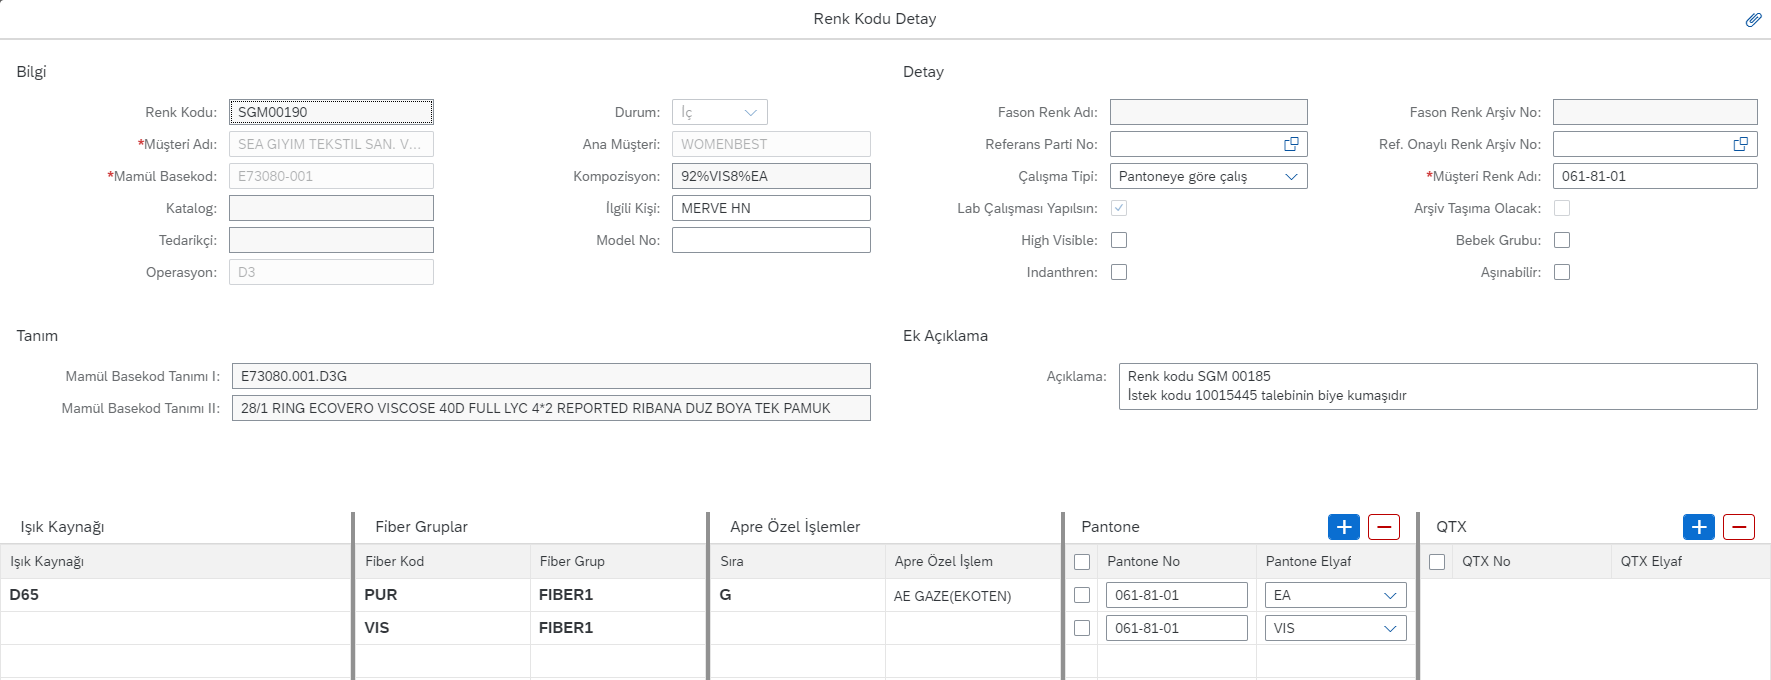 Renk Kodu Detay
Bilgi
Renk Kodu: SGM00190
*Müşteri Adı: SEA GIYIM TEKSTIL SAN. V...
*Mamül Basekod: E73080-001
Katalog:
Tedarikçi:
Operasyon: D3
Durum: İç
Ana Müşteri: WOMENBEST
Kompozisyon: 92%VIS8%EA
İlgili Kişi: MERVE HN
Model No:
Detay
Fason Renk Adı:
Referans Parti No:
Çalışma Tipi: Pantoneye göre çalış
Lab Çalışması Yapılsın:
High Visible:
Indanthren:
Fason Renk Arşiv No:
Ref. Onaylı Renk Arşiv No:
*Müşteri Renk Adı: 061-81-01
Arşiv Taşıma Olacak:
Bebek Grubu:
Aşınabilir:
Tanım
Mamül Basekod Tanımı I: E73080.001.D3G
Mamül Basekod Tanımı II: 28/1 RING ECOVERO VISCOSE 40D FULL LYC 4*2 REPORTED RIBANA DUZ BOYA TEK PAMUK
Ek Açıklama
Açıklama: Renk kodu SGM 00185
İstek kodu 10015445 talebinin biye kumaşıdır
Işık Kaynağı
Işık Kaynağı
D65
Fiber Gruplar
Fiber Kod Fiber Grup
PUR FIBER1
VIS FIBER1
Apre Özel İşlemler
Sıra Apre Özel İşlem
G AE GAZE(EKOTEN)
Pantone
Pantone No Pantone Elyaf
061-81-01 EA
061-81-01 VIS
QTX
QTX No QTX Elyaf